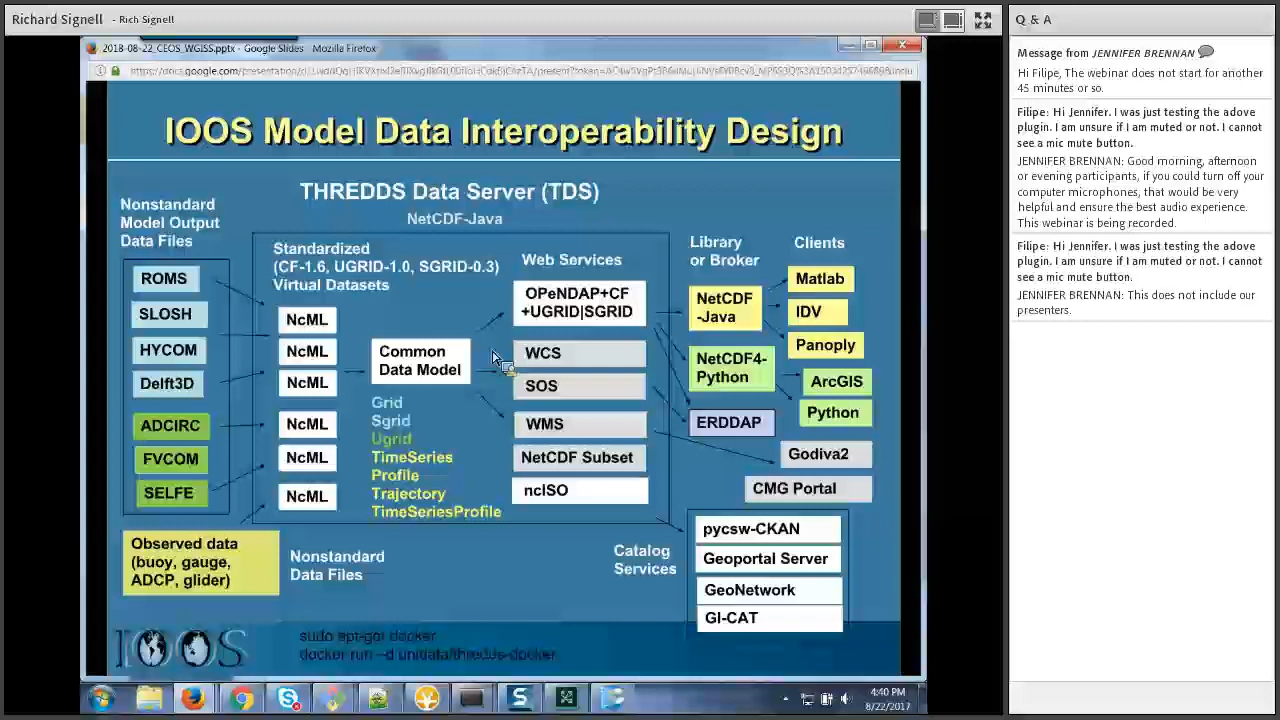 Richard Signell - Rich Signell
2018-08-22_CEOS_WGISS.pptx - Google Slides - Mozilla Firefox
IOOS Model Data Interoperability Design
THREDDS Data Server (TDS)
NetCDF-Java
Nonstandard
Model Output
Data Files
ROMS
SLOSH
HYCOM
Delft3D
ADCIRC
FVCOM
SELFE
Observed data
(buoy, gauge,
ADCP, glider)
Nonstandard
Data Files
Standardized
(CF-1.6, UGRID-1.0, SGRID-0.3)
Virtual Datasets
NcML
NcML
NcML
NcML
NcML
NcML
Common
Data Model
Grid
Sgrid
Ugrid
TimeSeries
Profile
Trajectory
TimeSeriesProfile
Web Services
OPeNDAP+CF
+UGRID|SGRID
WCS
SOS
WMS
NetCDF Subset
ncISO
Library
or Broker
NetCDF
-Java
NetCDF4-
Python
ERDDAP
Clients
Matlab
IDV
Panoply
ArcGIS
Python
Godiva2
CMG Portal
Catalog
Services
pycsw-CKAN
Geoportal Server
GeoNetwork
GI-CAT
IOOS
sudo apt-get docker
docker run -d unidata/thredds-docker
4:40 PM
8/22/2017
Q & A
Message from JENNIFER BRENNAN
Hi Filipe, The webinar does not start for another
45 minutes or so.
Filipe: Hi Jennifer. I was just testing the adove
plugin. I am unsure if I am muted or not. I cannot
see a mic mute button.
JENNIFER BRENNAN: Good morning, afternoon
or evening participants, if you could turn off your
computer microphones, that would be very
helpful and ensure the best audio experience.
This webinar is being recorded.
Filipe: Hi Jennifer. I was just testing the adove
plugin. I am unsure if I am muted or not. I cannot
see a mic mute button.
JENNIFER BRENNAN: This does not include our
presenters.